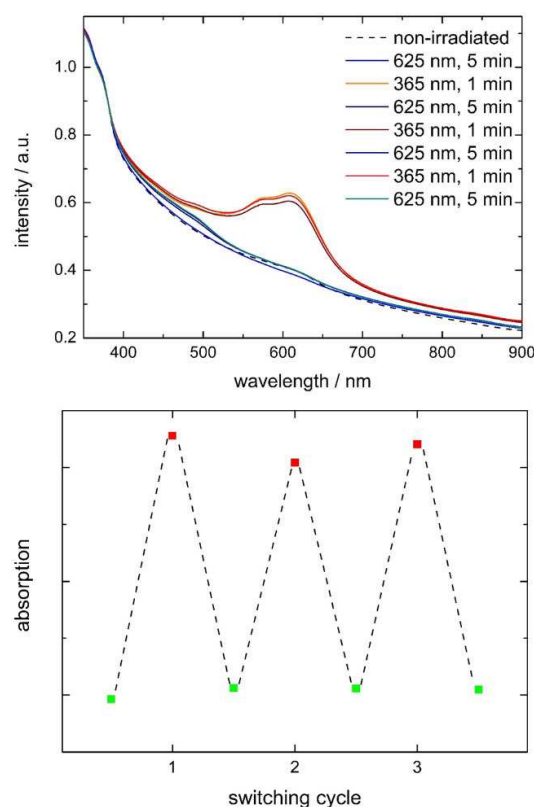 non-irradiated
625 nm, 5 min
365 nm, 1 min
625 nm, 5 min
365 nm, 1 min
625 nm, 5 min
365 nm, 1 min
625 nm, 5 min
intensity / a.u.
1.0
0.8
0.6
0.4
0.2
400 500 600 700 800 900
wavelength / nm
absorption
1 2 3
switching cycle